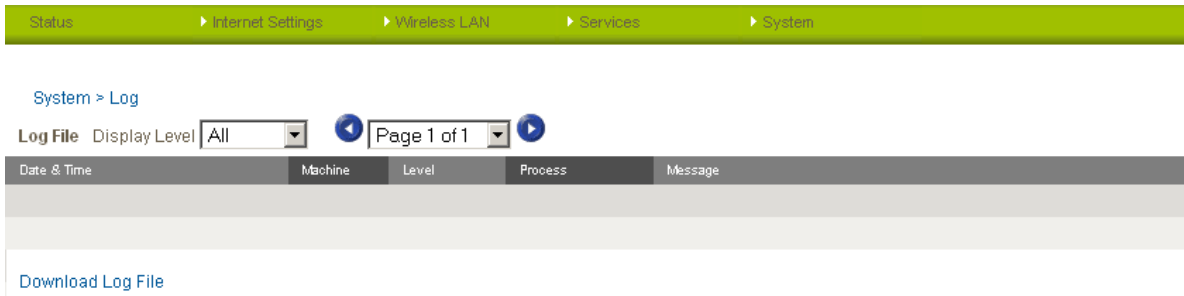 Status Internet Settings Wireless LAN Services System
System > Log
Log File Display Level All Page 1 of 1
Date & Time Machine Level Process Message
Download Log File